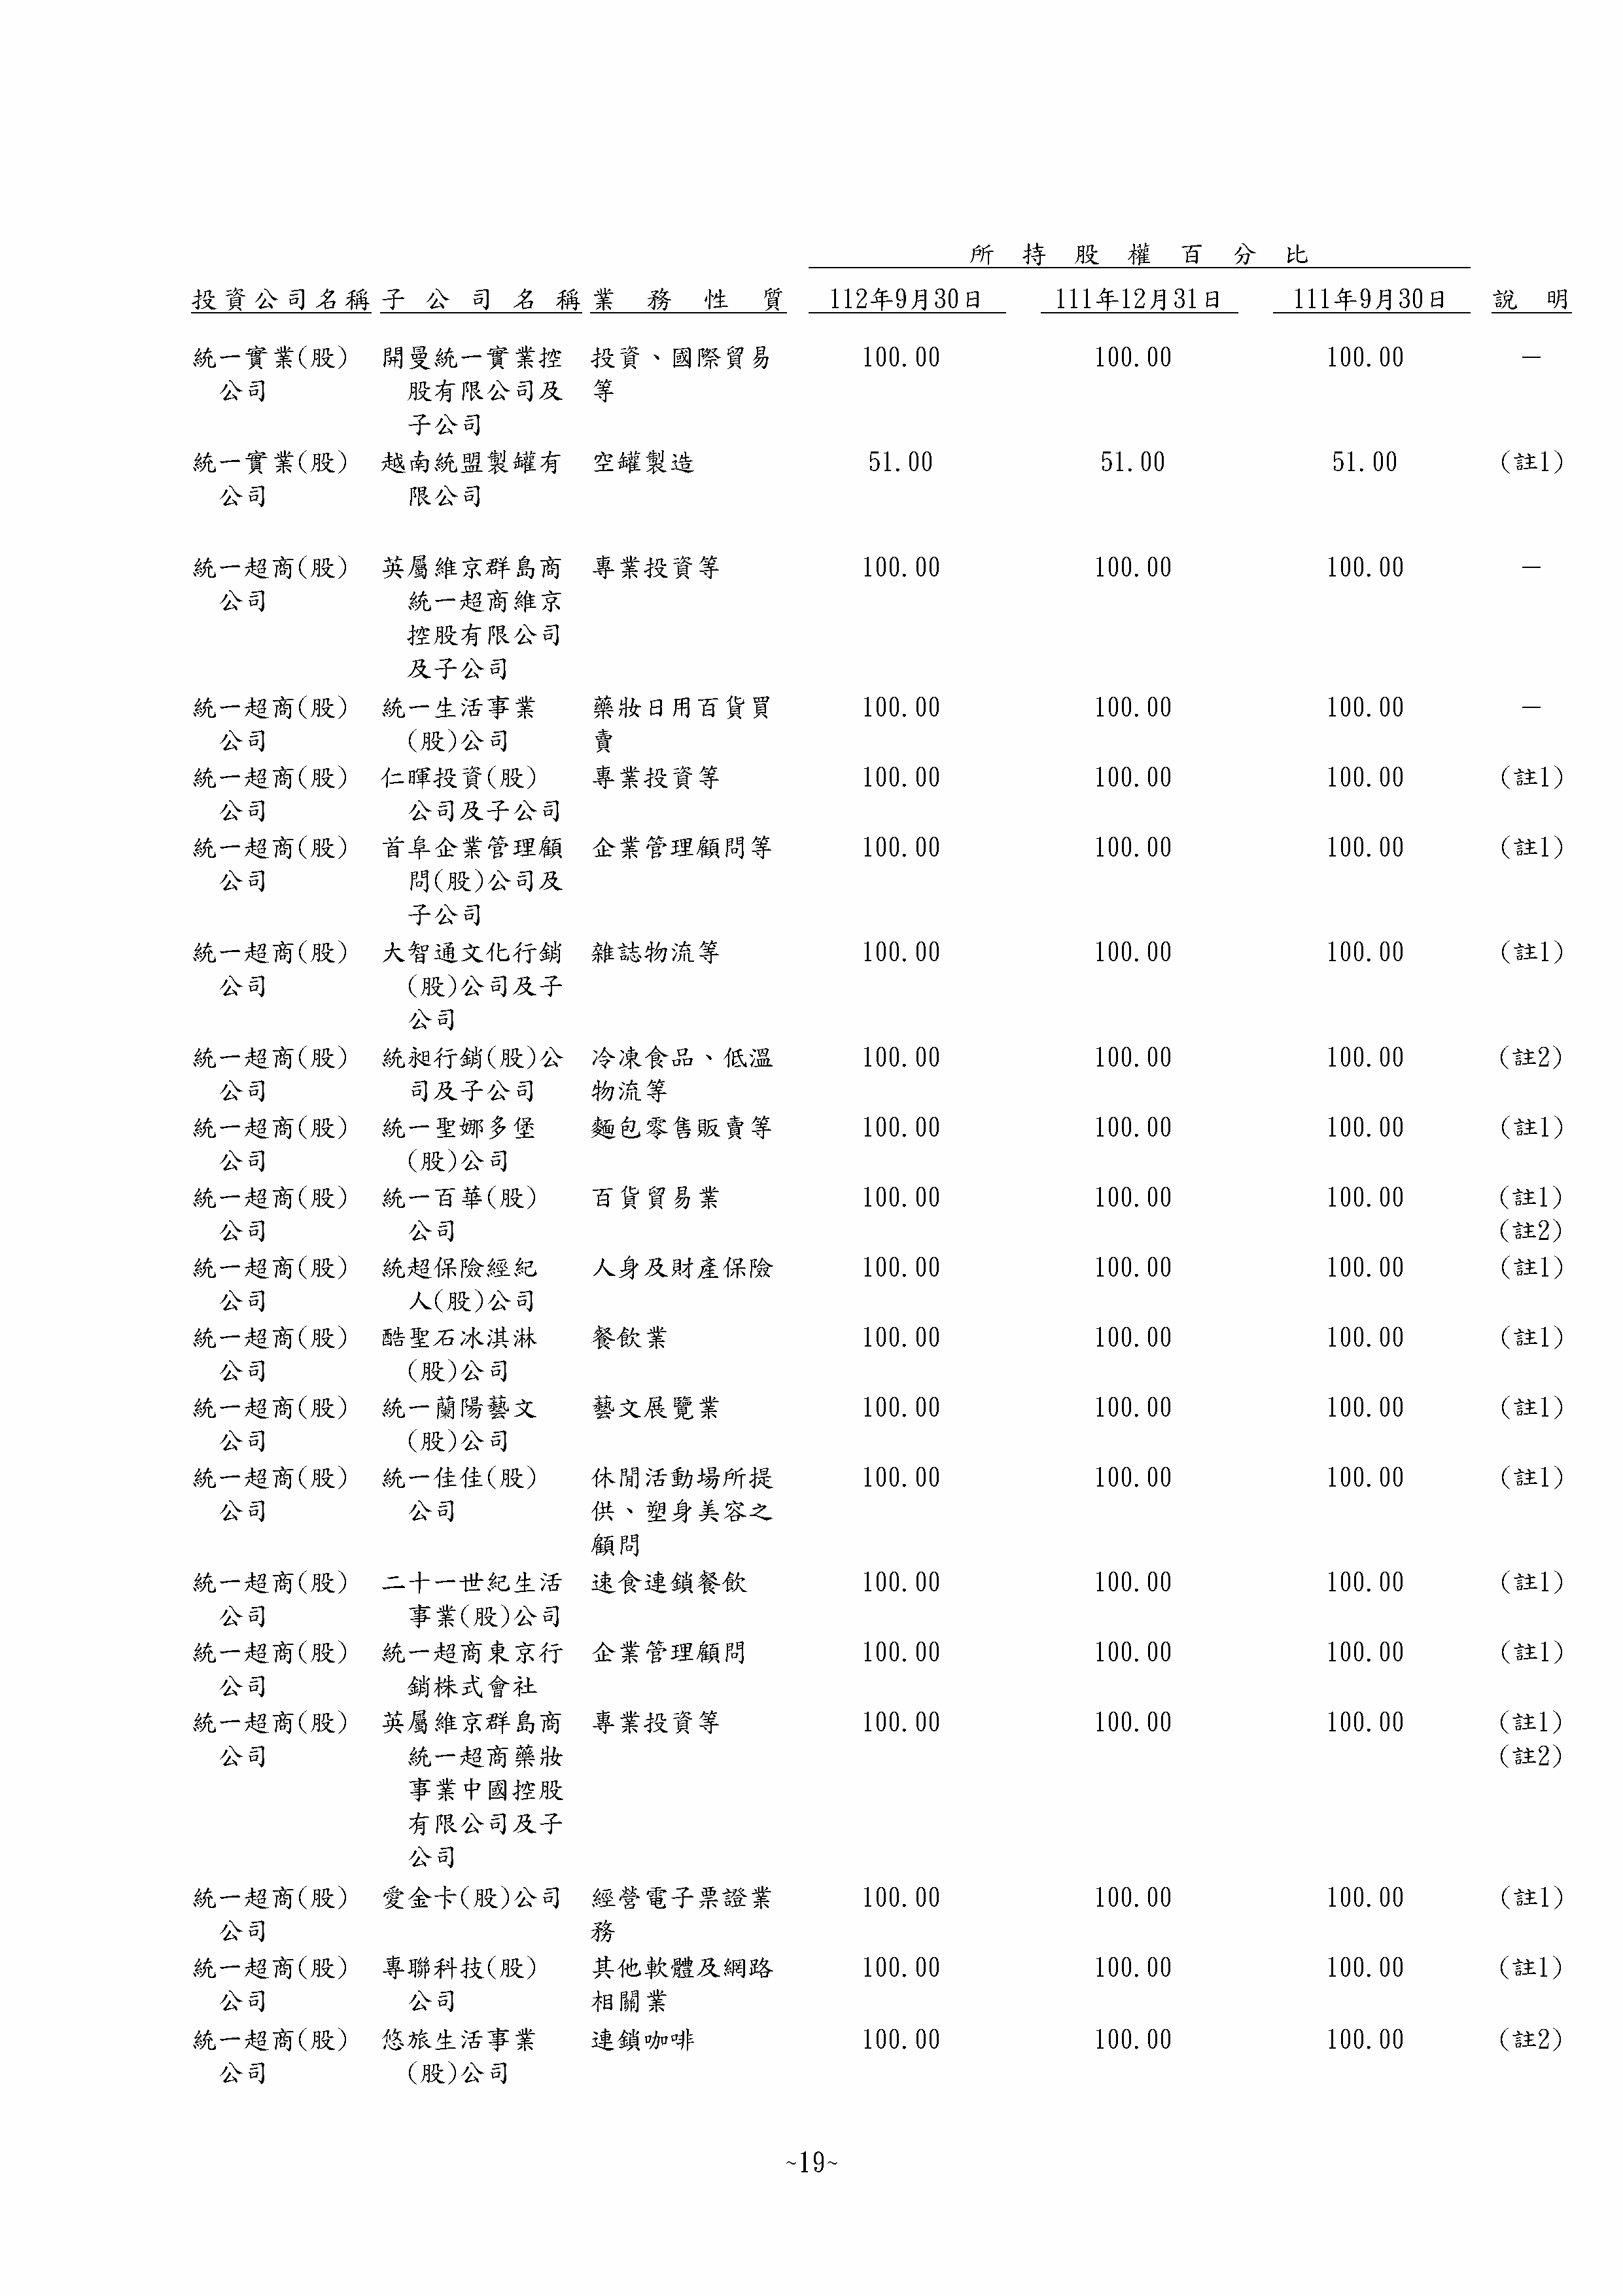 所持股權百分比
投資公司名稱 子公司名稱 業務性質 112年9月30日 111年12月31日 111年9月30日 說明
統一實業(股) 開曼統一實業控 投資、國際貿易 100.00 100.00 100.00 －
公司 股有限公司及 等
子公司
統一實業(股) 越南統盟製罐有 空罐製造 51.00 51.00 51.00 (註1)
公司 限公司
統一超商(股) 英屬維京群島商 專業投資等 100.00 100.00 100.00 －
公司 統一超商維京
控股有限公司
及子公司
統一超商(股) 統一生活事業 藥妝日用百貨買 100.00 100.00 100.00 －
公司 (股)公司 賣
統一超商(股) 仁暉投資(股) 專業投資等 100.00 100.00 100.00 (註1)
公司 公司及子公司
統一超商(股) 首阜企業管理顧 企業管理顧問等 100.00 100.00 100.00 (註1)
公司 問(股)公司及
子公司
統一超商(股) 大智通文化行銷 雜誌物流等 100.00 100.00 100.00 (註1)
公司 (股)公司及子
公司
統一超商(股) 統昶行銷(股)公 冷凍食品、低溫 100.00 100.00 100.00 (註2)
公司 司及子公司 物流等
統一超商(股) 統一聖娜多堡 麵包零售販賣等 100.00 100.00 100.00 (註1)
公司 (股)公司
統一超商(股) 統一百華(股) 百貨貿易業 100.00 100.00 100.00 (註1)
公司 公司 (註2)
統一超商(股) 統超保險經紀 人身及財產保險 100.00 100.00 100.00 (註1)
公司 人(股)公司
統一超商(股) 酷聖石冰淇淋 餐飲業 100.00 100.00 100.00 (註1)
公司 (股)公司
統一超商(股) 統一蘭陽藝文 藝文展覽業 100.00 100.00 100.00 (註1)
公司 (股)公司
統一超商(股) 統一佳佳(股) 休閒活動場所提 100.00 100.00 100.00 (註1)
公司 公司 供、塑身美容之
顧問
統一超商(股) 二十一世紀生活 速食連鎖餐飲 100.00 100.00 100.00 (註1)
公司 事業(股)公司
統一超商(股) 統一超商東京行 企業管理顧問 100.00 100.00 100.00 (註1)
公司 銷株式會社
統一超商(股) 英屬維京群島商 專業投資等 100.00 100.00 100.00 (註1)
公司 統一超商藥妝 (註2)
事業中國控股
有限公司及子
公司
統一超商(股) 愛金卡(股)公司 經營電子票證業 100.00 100.00 100.00 (註1)
公司 務
統一超商(股) 專聯科技(股) 其他軟體及網路 100.00 100.00 100.00 (註1)
公司 公司 相關業
統一超商(股) 悠旅生活事業 連鎖咖啡 100.00 100.00 100.00 (註2)
公司 (股)公司
~19~